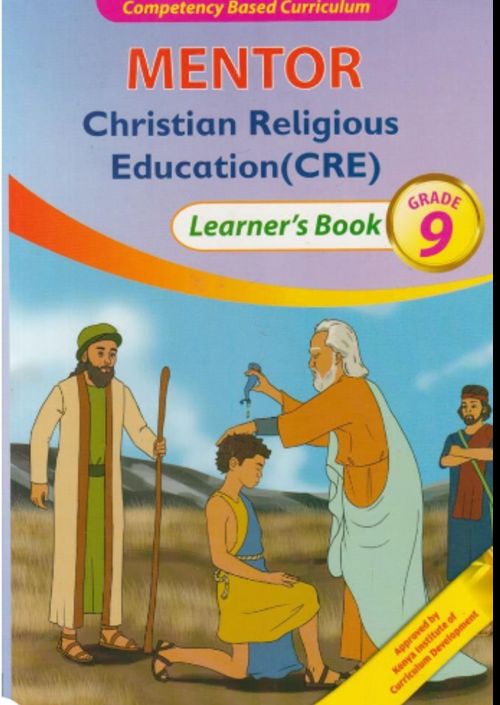 Competency Based Curriculum
MENTOR
Christian Religious
Education(CRE)
Learner's Book
GRADE
9
Approved by
Kenya Institute of
Curriculum Development